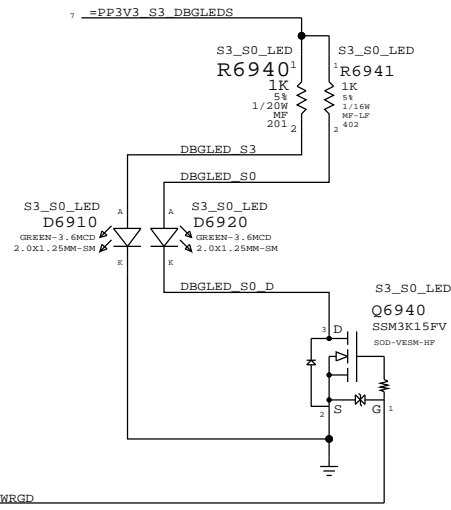 7 =PP3V3_S3_DBGLEDS
S3_S0_LED
R6940
1
1K
5%
1/20W
MF
201
2
S3_S0_LED
1
R6941
1K
5%
1/16W
MF-LF
402
2
DBGLED_S3
DBGLED_S0
S3_S0_LED
D6910
GREEN-3.6MCD
2.0X1.25MM-SM
A
K
S3_S0_LED
D6920
GREEN-3.6MCD
2.0X1.25MM-SM
A
K
DBGLED_S0_D
S3_S0_LED
Q6940
SSM3K15FV
SOD-VESM-HF
3 D
2 S
G 1
WRGD